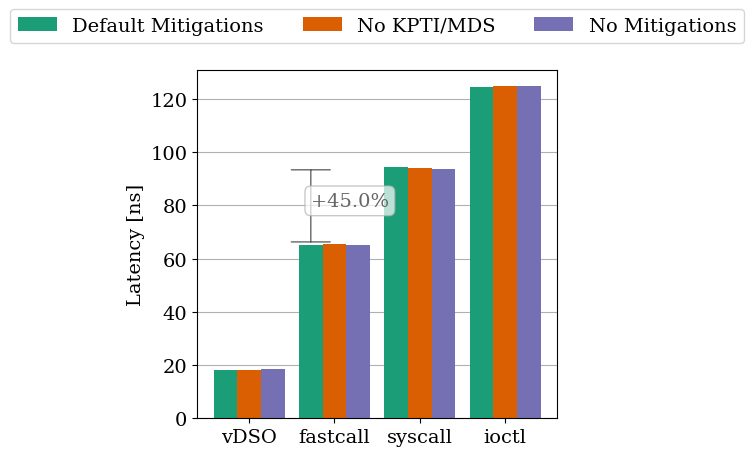 Default Mitigations No KPTI/MDS No Mitigations
120
100
80
60
40
20
0
Latency [ns]
+45.0%
vDSO fastcall syscall ioctl